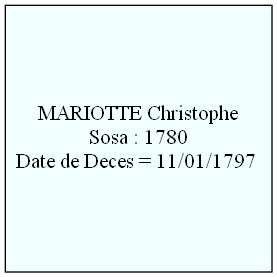 MARIOTTE Christophe
Sosa : 1780
Date de Deces = 11/01/1797